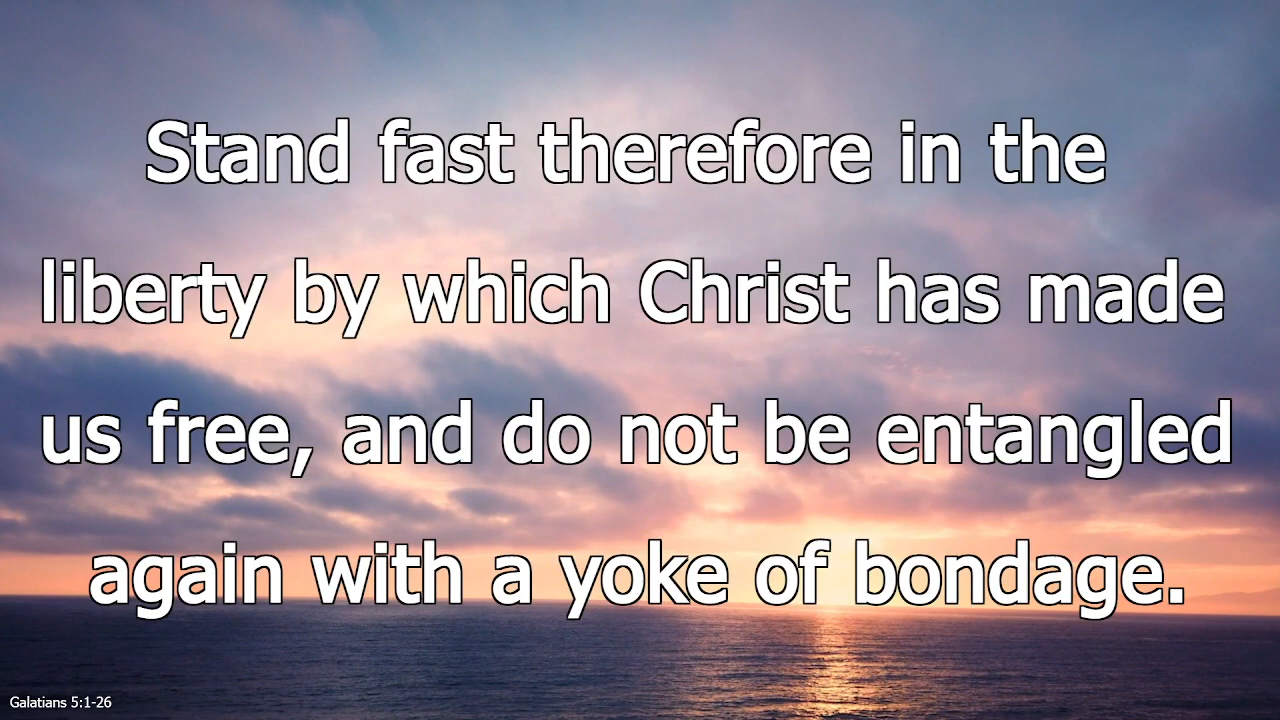 Stand fast therefore in the
liberty by which Christ has made
us free, and do not be entangled
again with a yoke of bondage.
Galatians 5:1-26